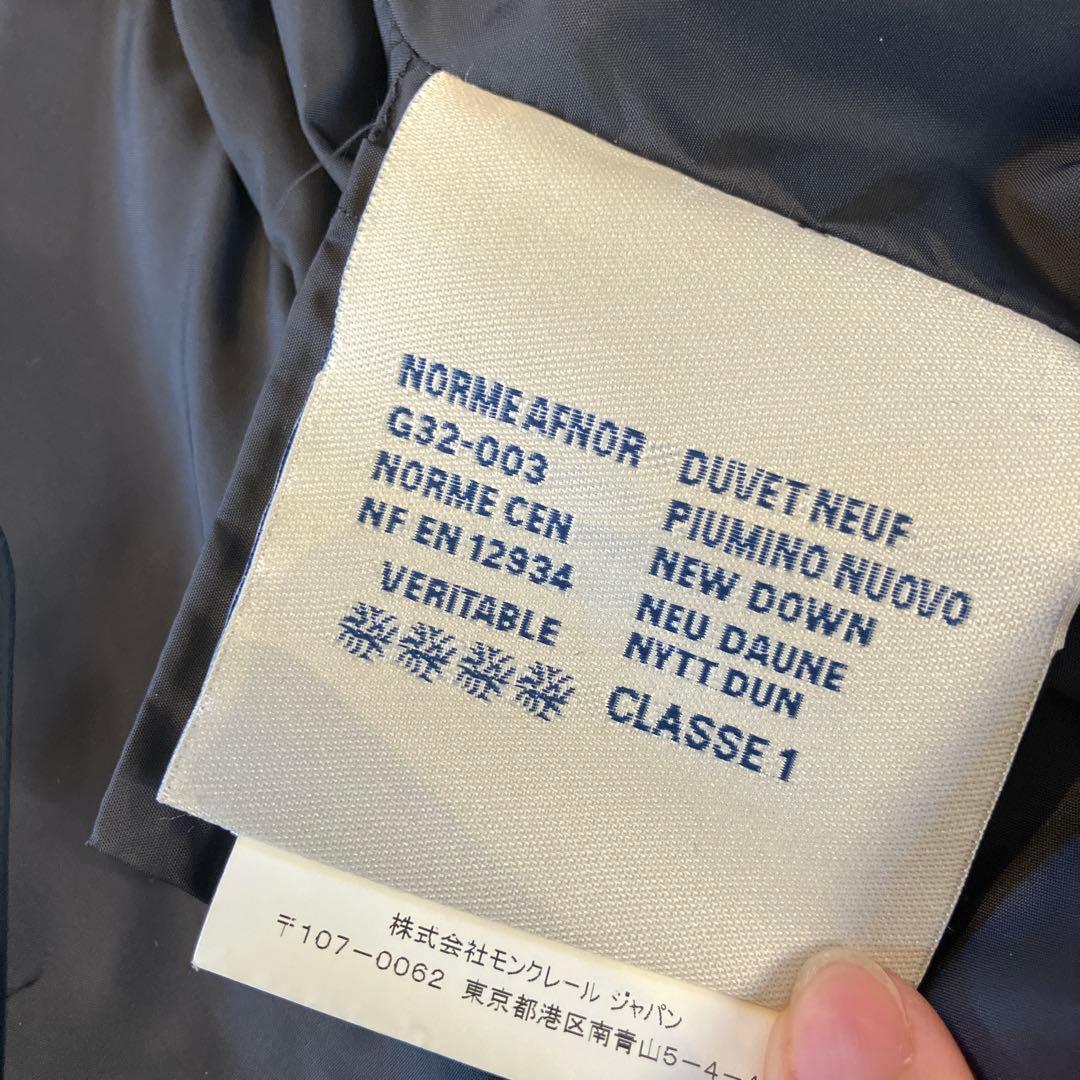 NORME AFNOR
G32-003
NORME CEN
NF EN 12934
VERITABLE
DUVET NEUF
PIUMINO NUOVO
NEW DOWN
NEU DAUNE
NYTT DUN
CLASSE 1
株式会社モンクレール ジャパン
〒107-0062 東京都港区南青山5-4-